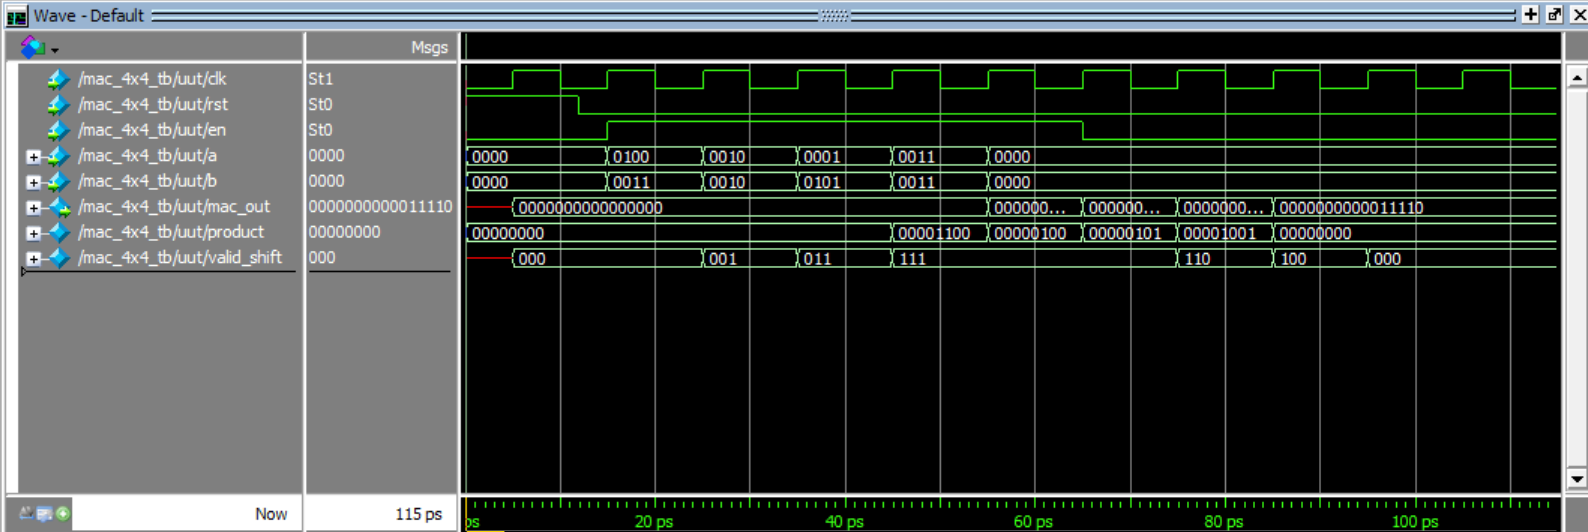 Wave - Default
Msgs
/mac_4x4_tb/uut/clk St1
/mac_4x4_tb/uut/rst St0
/mac_4x4_tb/uut/en St0
/mac_4x4_tb/uut/a 0000 0000 0100 0010 0001 0011 0000
/mac_4x4_tb/uut/b 0000 0000 0011 0010 0101 0011 0000
/mac_4x4_tb/uut/mac_out 0000000000011110 0000000000000000 000000... 000000... 0000000... 0000000000011110
/mac_4x4_tb/uut/product 00000000 00000000 00001100 00000100 00000101 00001001 00000000
/mac_4x4_tb/uut/valid_shift 000 000 001 011 111 110 100 000
Now 115 ps ps 20 ps 40 ps 60 ps 80 ps 100 ps